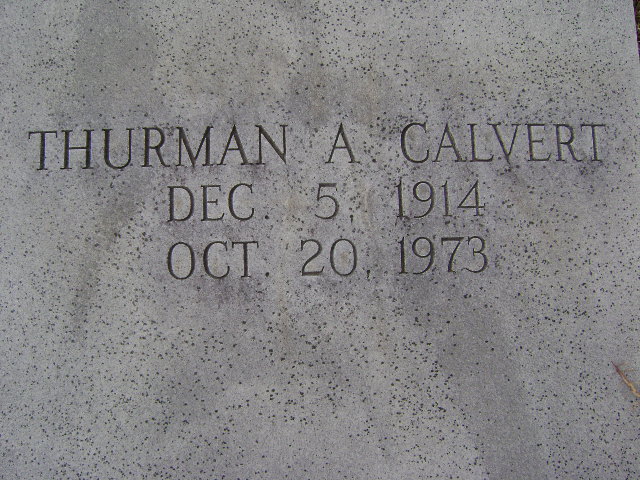 THURMAN A CALVERT
DEC. 5, 1914
OCT. 20, 1973